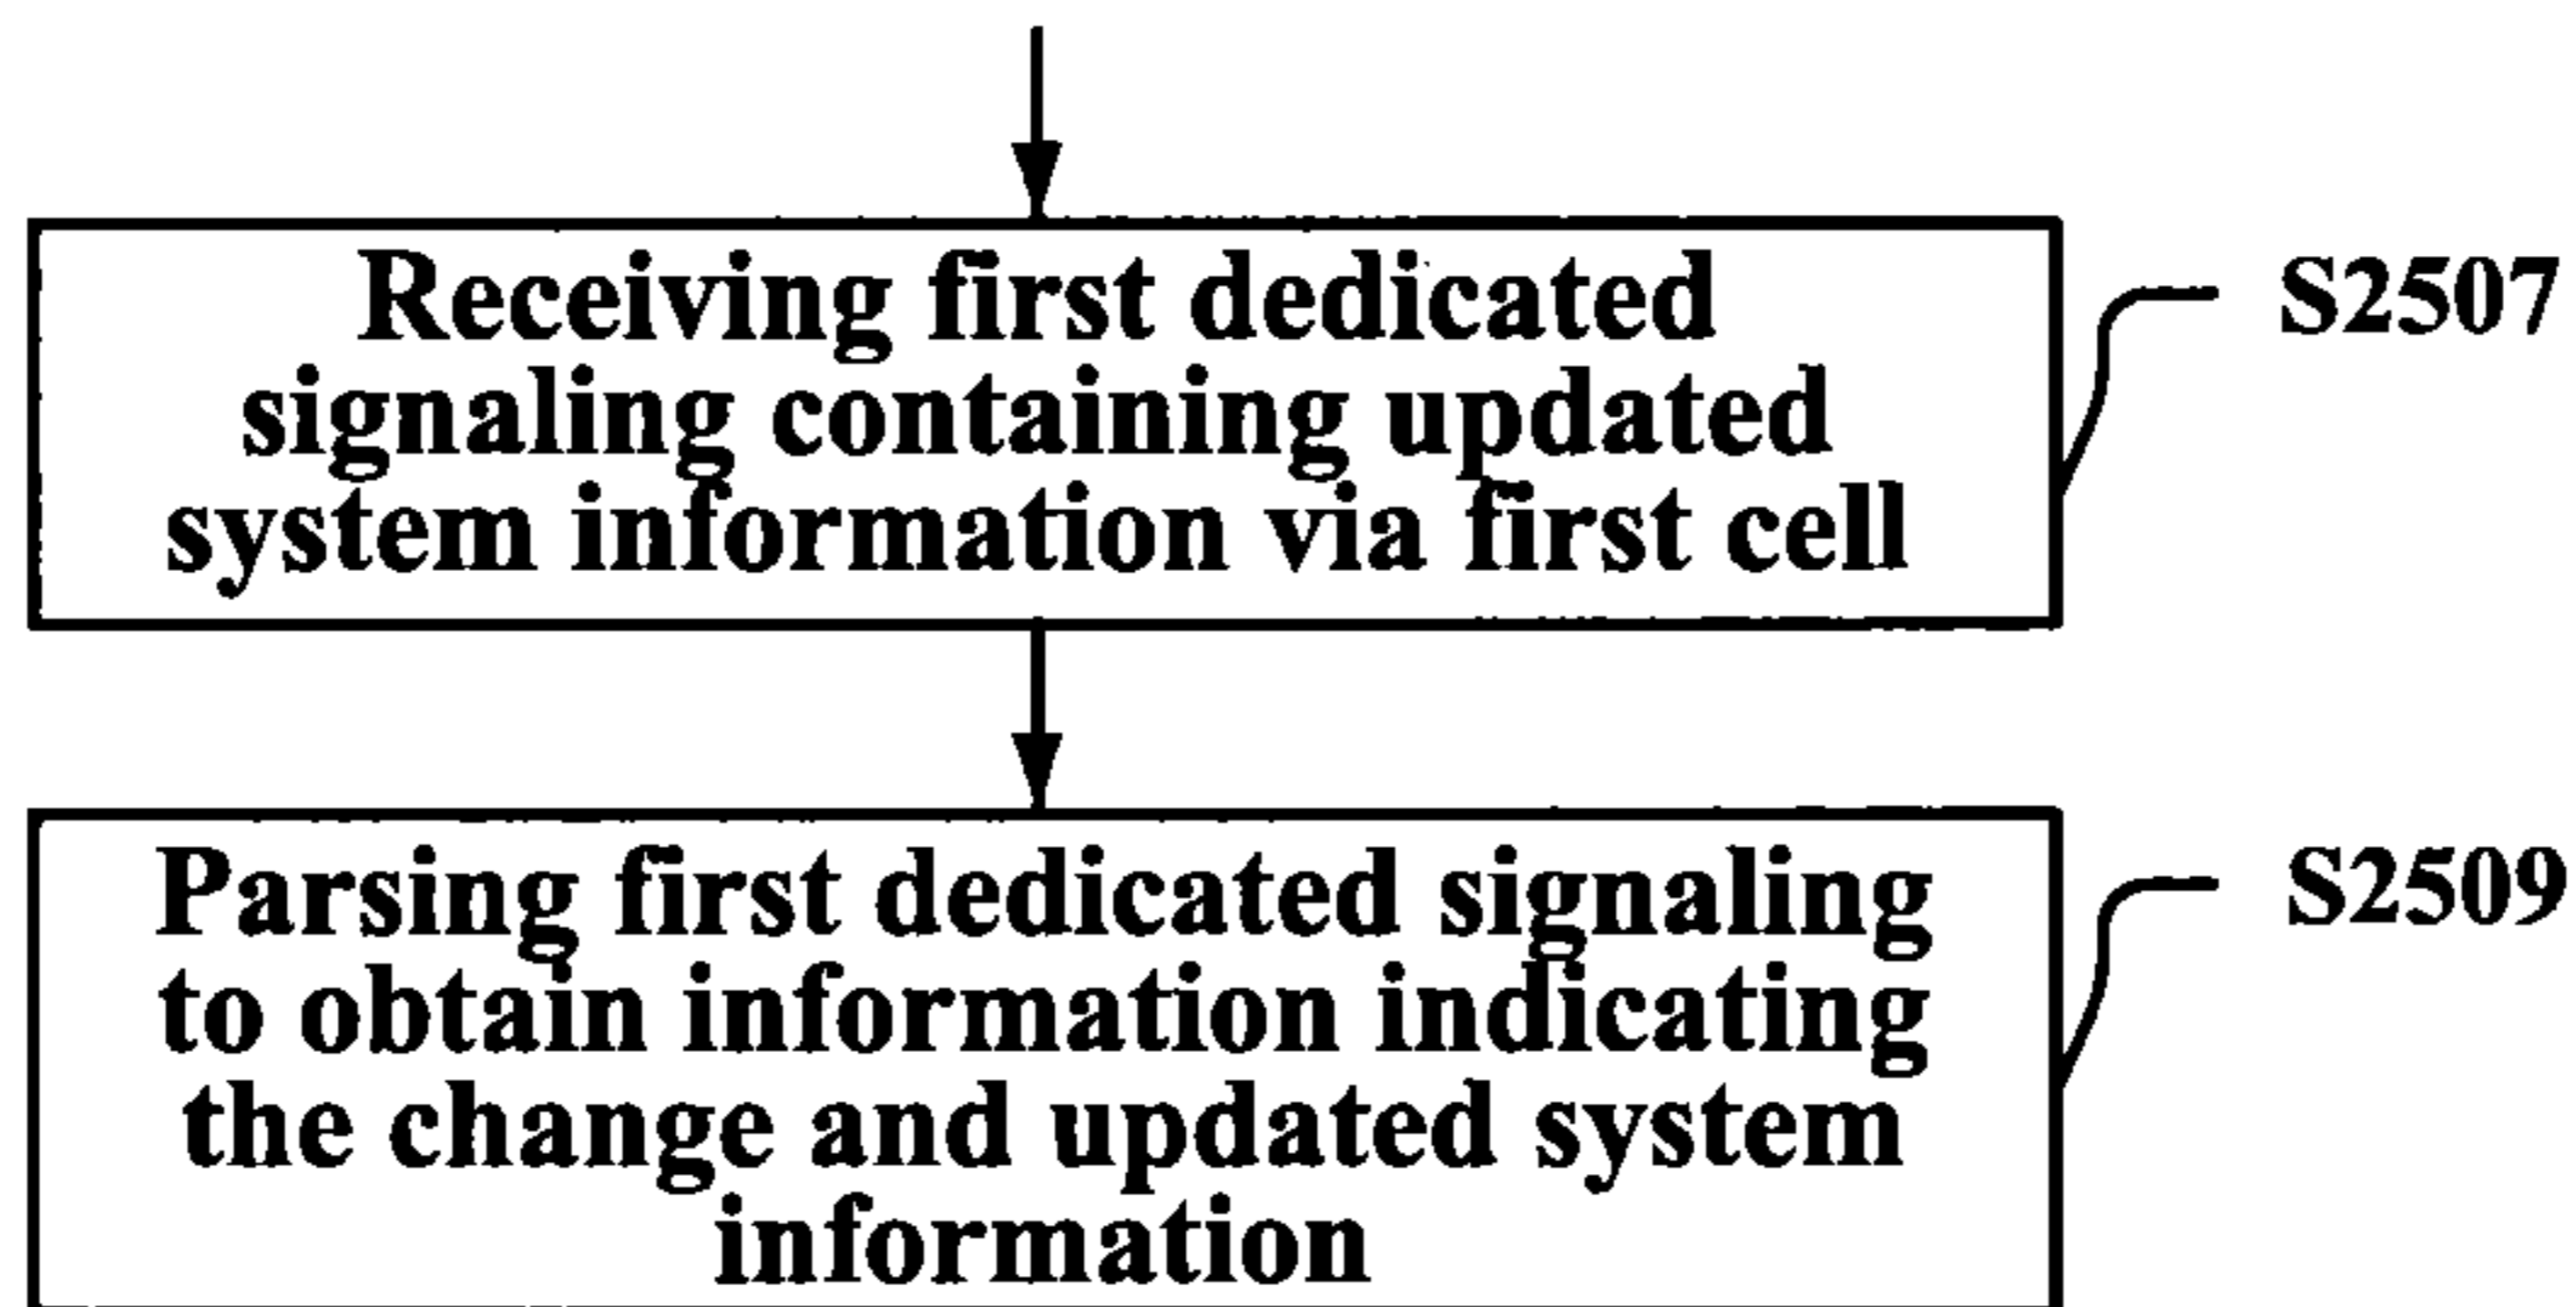 Receiving first dedicated
signaling containing updated
system information via first cell
S2507
Parsing first dedicated signaling
to obtain information indicating
the change and updated system
information
S2509